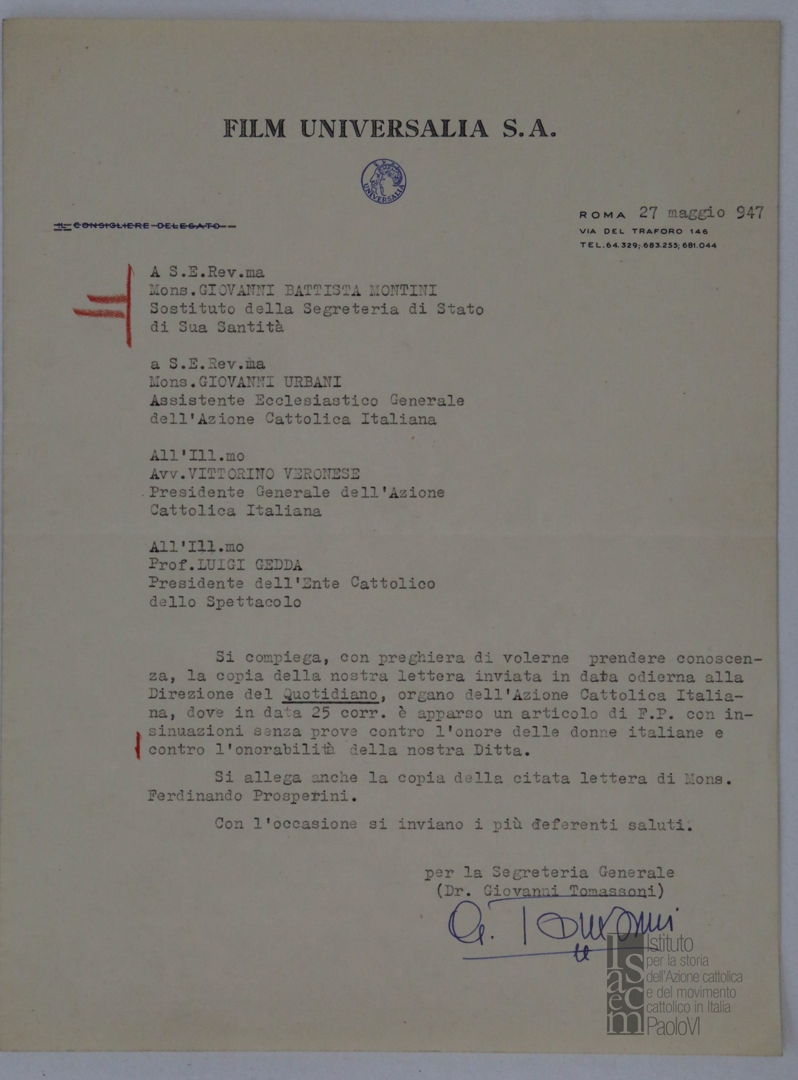 FILM UNIVERSALIA S.A.
UNIVERSALIA
IL CONSIGLIERE DELEGATO
ROMA 27 maggio 947
VIA DEL TRAFORO 146
TEL. 64.329; 683.255; 681.044
A S.E.Rev.ma
Mons.GIOVANNI BATTISTA MONTINI
Sostituto della Segreteria di Stato
di Sua Santità
a S.E.Rev.ma
Mons.GIOVANNI URBANI
Assistente Ecclesiastico Generale
dell'Azione Cattolica Italiana
All'Ill.mo
Avv.VITTORINO VERONESE
Presidente Generale dell'Azione
Cattolica Italiana
All'Ill.mo
Prof.LUIGI GEDDA
Presidente dell'Ente Cattolico
dello Spettacolo
Si compiega, con preghiera di volerne prendere conoscen-
za, la copia della nostra lettera inviata in data odierna alla
Direzione del Quotidiano, organo dell'Azione Cattolica Italia-
na, dove in data 25 corr. è apparso un articolo di F.P. con in-
sinuazioni senza prove contro l'onore delle donne italiane e
contro l'onorabilità della nostra Ditta.
Si allega anche la copia della citata lettera di Mons.
Ferdinando Prosperini.
Con l'occasione si inviano i più deferenti saluti.
per la Segreteria Generale
(Dr. Giovanni Tomassoni)
Isacem
Istituto
per la storia
dell'Azione cattolica
e del movimento
cattolico in Italia
PaoloVI